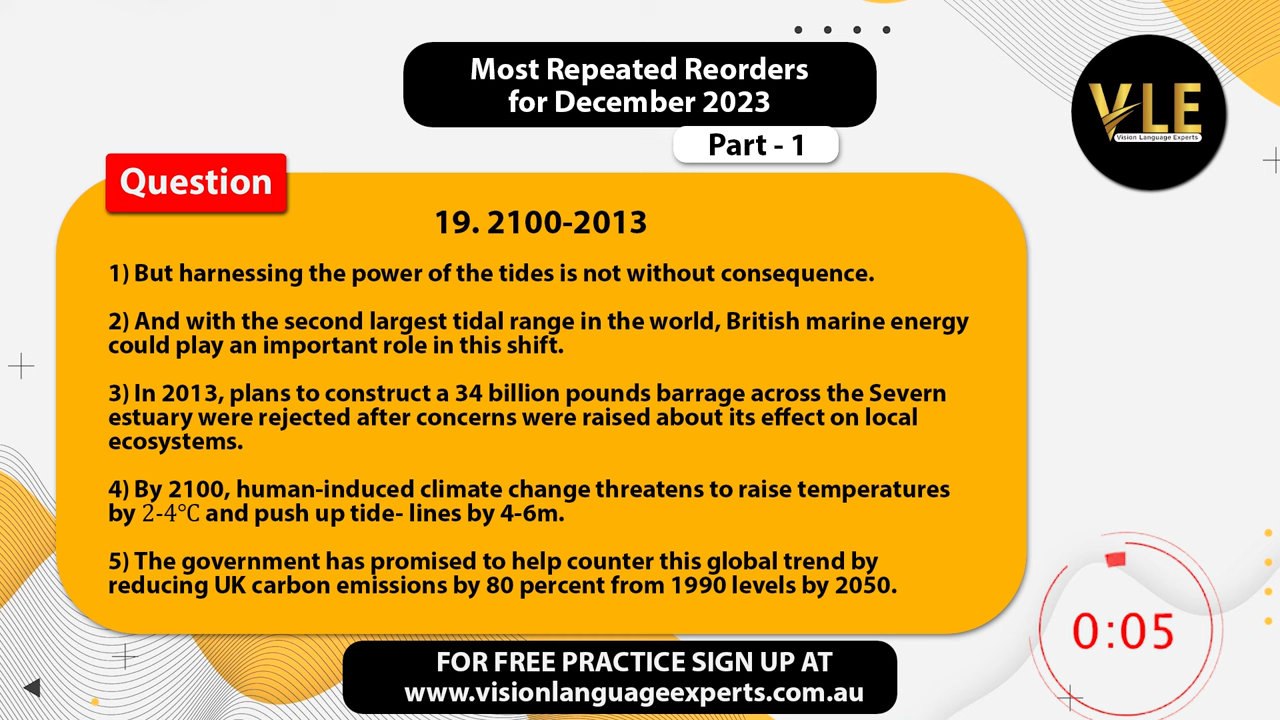 Most Repeated Reorders
for December 2023
Part - 1
VLE
Vision Language Experts
Question
19. 2100-2013
1) But harnessing the power of the tides is not without consequence.
2) And with the second largest tidal range in the world, British marine energy
could play an important role in this shift.
3) In 2013, plans to construct a 34 billion pounds barrage across the Severn
estuary were rejected after concerns were raised about its effect on local
ecosystems.
4) By 2100, human-induced climate change threatens to raise temperatures
by 2-4°C and push up tide- lines by 4-6m.
5) The government has promised to help counter this global trend by
reducing UK carbon emissions by 80 percent from 1990 levels by 2050.
0:05
FOR FREE PRACTICE SIGN UP AT
www.visionlanguageexperts.com.au